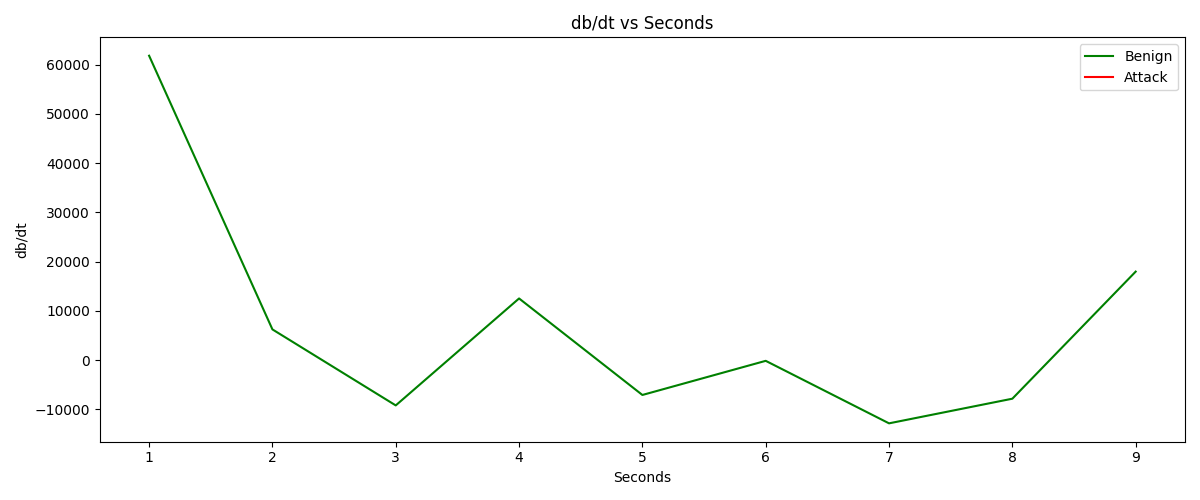 db/dt vs Seconds
Benign
Attack
60000
50000
40000
30000
20000
10000
0
−10000
db/dt
1 2 3 4 5 6 7 8 9
Seconds